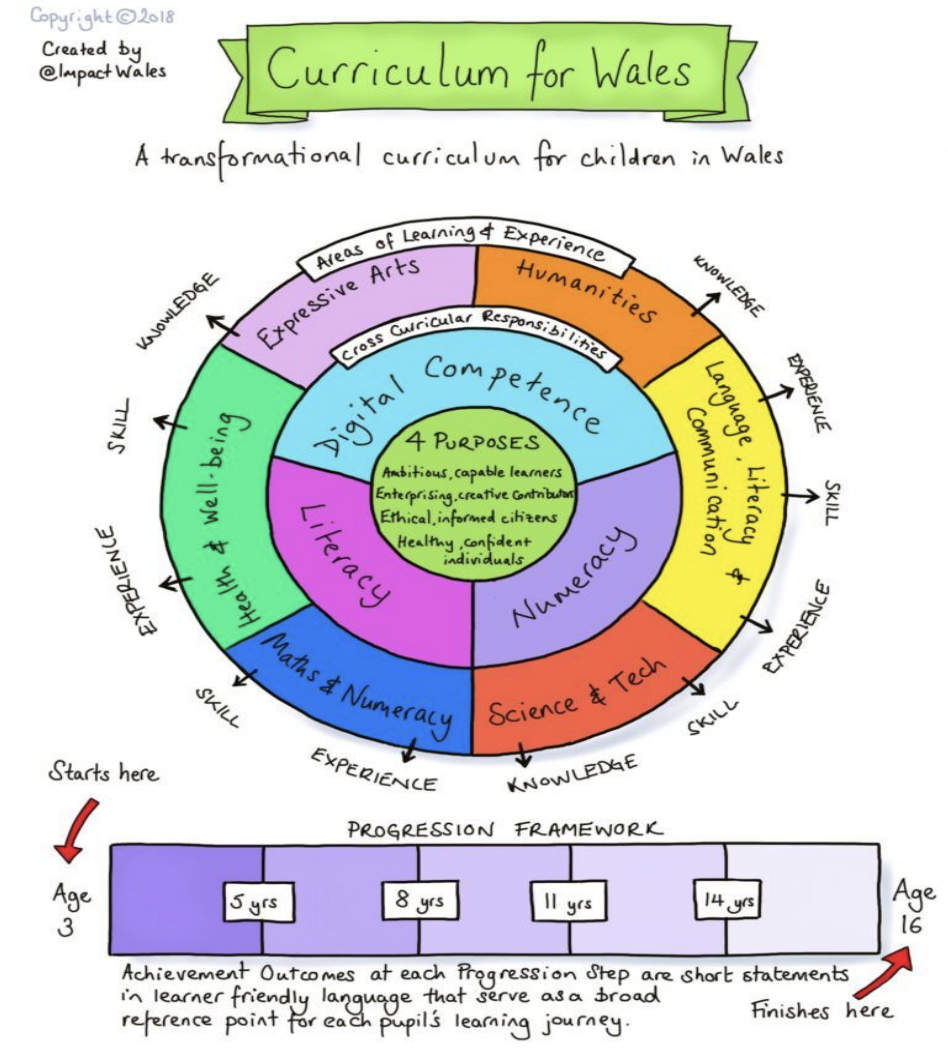 Copyright©2018
Created by
@ImpactWales
Curriculum for Wales
A transformational curriculum for children in Wales
Areas of Learning & Experience
Expressive Arts
Humanities
Cross Curricular Responsibilities
Digital Competence
KNOWLEDGE
KNOWLEDGE
SKILL
EXPERIENCE
Language, Literacy &
Communication
Health & Well-being
4 PURPOSES
Ambitious, capable learners
Enterprising, creative contributors
Ethical, informed citizens
Healthy, confident
individuals
Literacy
Numeracy
SKILL
EXPERIENCE
EXPERIENCE
Maths & Numeracy
Science & Tech
SKILL
SKILL
EXPERIENCE
KNOWLEDGE
Starts here
PROGRESSION FRAMEWORK
Age
3
5 yrs
8 yrs
11 yrs
14 yrs
Age
16
Achievement Outcomes at each Progression Step are short statements
in learner friendly language that serve as a broad
reference point for each pupil's learning journey.
Finishes here